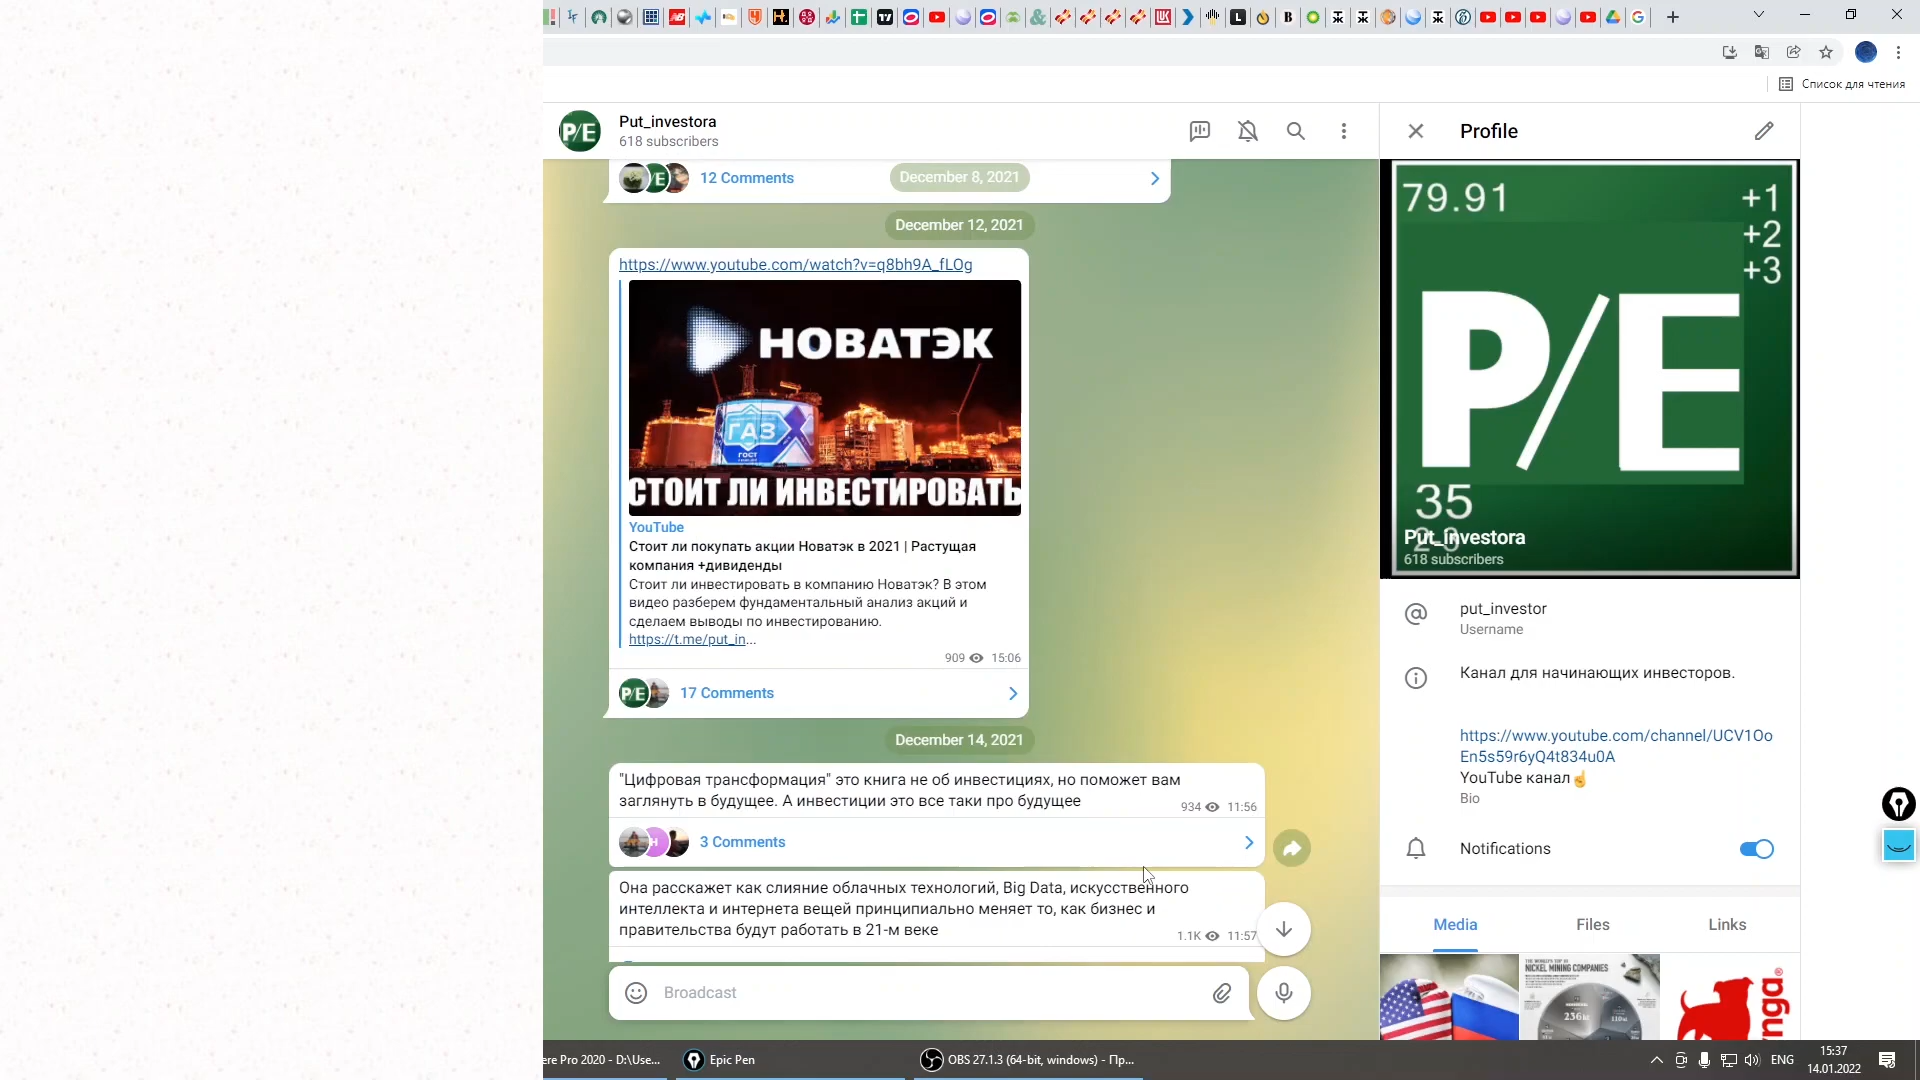 Список для чтения
P/E
Put_investora
618 subscribers
12 Comments
December 8, 2021
December 12, 2021
https://www.youtube.com/watch?v=q8bh9A_fLOg
НОВАТЭК
ГАЗ
ГОСТ
СТОИТ ЛИ ИНВЕСТИРОВАТЬ
YouTube
Стоит ли покупать акции Новатэк в 2021 | Растущая
компания +дивиденды
Стоит ли инвестировать в компанию Новатэк? В этом
видео разберем фундаментальный анализ акций и
сделаем выводы по инвестированию.
https://t.me/put_in...
909 15:06
P/E
17 Comments
December 14, 2021
"Цифровая трансформация" это книга не об инвестициях, но поможет вам
заглянуть в будущее. А инвестиции это все таки про будущее
934 11:56
Н
3 Comments
Она расскажет как слияние облачных технологий, Big Data, искусственного
интеллекта и интернета вещей принципиально меняет то, как бизнес и
правительства будут работать в 21-м веке
1.1K 11:57
Broadcast
Profile
79.91
+1
+2
+3
P/E
35
Put_investora
618 subscribers
put_investor
Username
Канал для начинающих инвесторов.
https://www.youtube.com/channel/UCV1Oo
En5s59r6yQ4t834u0A
YouTube канал☝
Bio
Notifications
Media
Files
Links
NICKEL MINING COMPANIES
236
nga
ere Pro 2020 - D:\Use...
Epic Pen
OBS 27.1.3 (64-bit, windows) - Пр...
ENG
15:37
14.01.2022